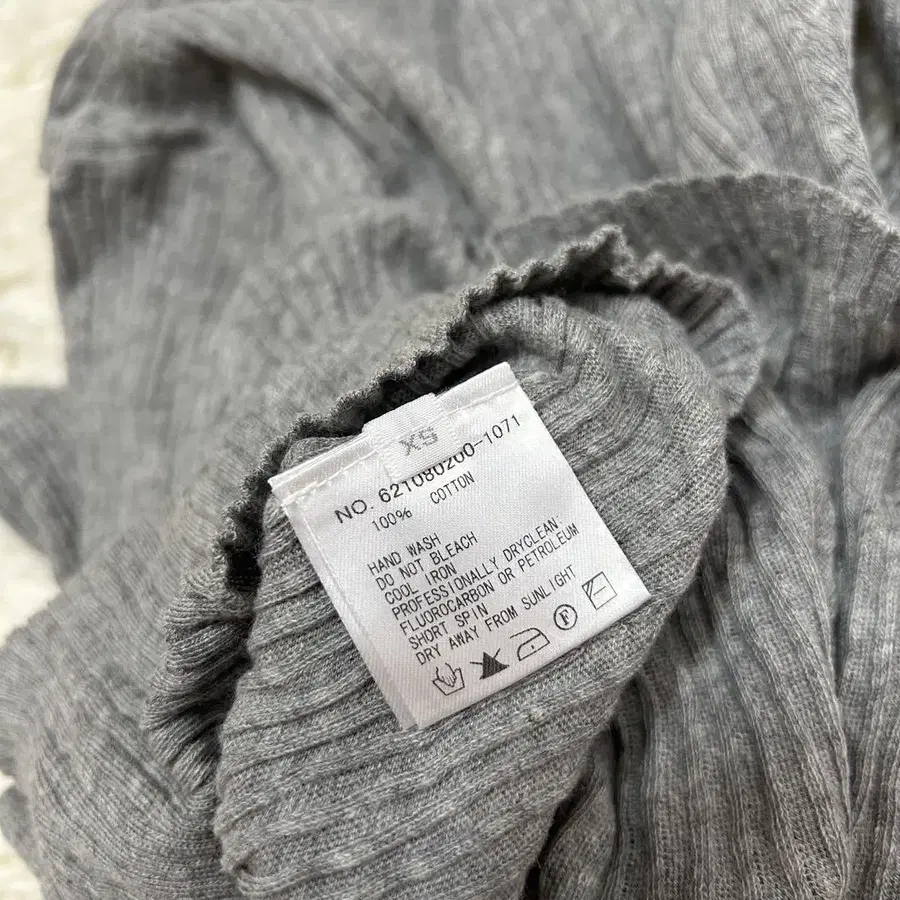 XS
NO. 621080200-1071
100% COTTON
HAND WASH
DO NOT BLEACH
COOL IRON
PROFESSIONALLY DRYCLEAN:
FLUOROCARBON OR PETROLEUM
SHORT SPIN
DRY AWAY FROM SUNLIGHT
F